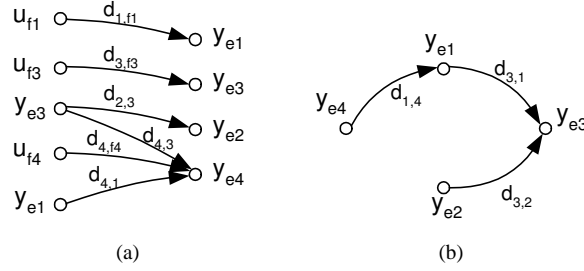 u_f1 d_1,f1 y_e1
u_f3 d_3,f3 y_e3
y_e3 d_2,3 y_e2
d_4,3
u_f4 d_4,f4 y_e4
y_e1 d_4,1
(a)
y_e1
y_e4 d_1,4 d_3,1 y_e3
y_e2 d_3,2
(b)